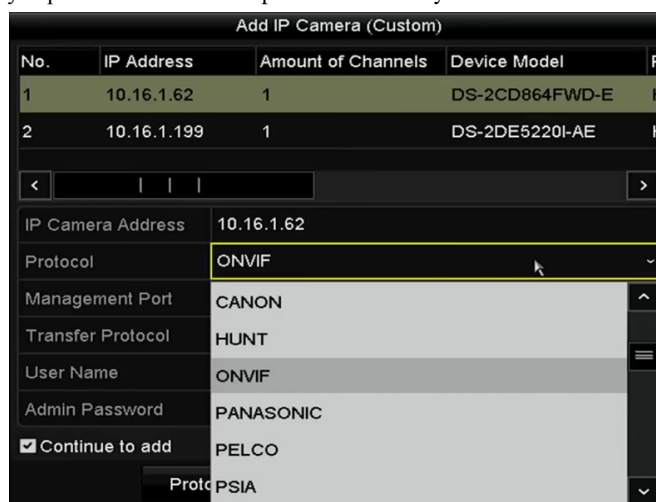 Add IP Camera (Custom)
No. IP Address Amount of Channels Device Model
1 10.16.1.62 1 DS-2CD864FWD-E
2 10.16.1.199 1 DS-2DE5220I-AE
IP Camera Address 10.16.1.62
Protocol ONVIF
Management Port CANON
Transfer Protocol HUNT
User Name ONVIF
Admin Password PANASONIC
Continue to add PELCO
Proto PSIA